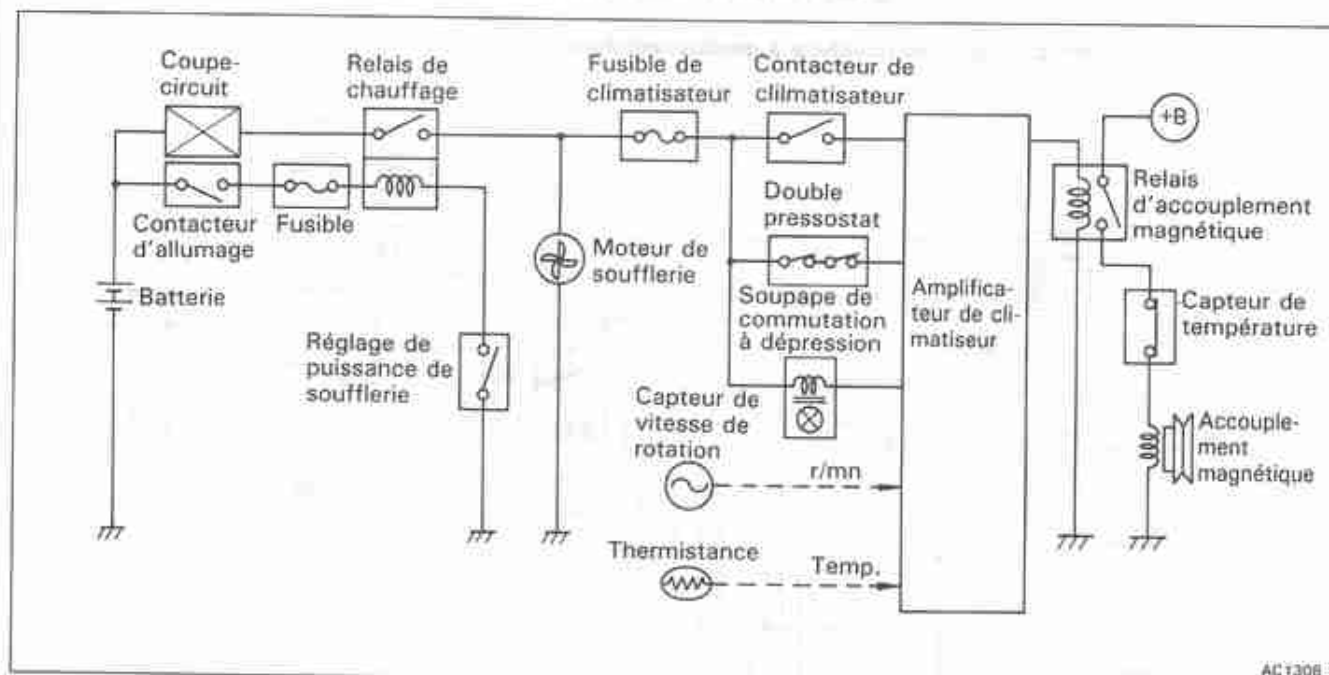 Coupe-
circuit
Relais de
chauffage
Fusible de
climatisateur
Contacteur de
clilmatisateur
+B
Contacteur
d'allumage
Fusible
Double
pressostat
Relais
d'accouplement
magnétique
Moteur de
soufflerie
Batterie
Soupape de
commutation
à dépression
Amplifica-
teur de cli-
matiseur
Capteur de
température
Réglage de
puissance de
soufflerie
Capteur de
vitesse de
rotation
Accouple-
ment
magnétique
r/mn
Thermistance
Temp.
AC1308